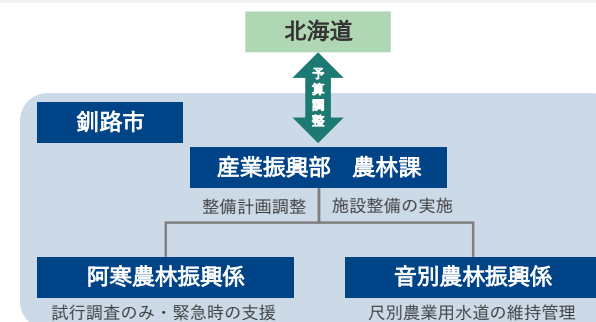 北海道
予算調整
釧路市
産業振興部　農林課
整備計画調整　施設整備の実施
阿寒農林振興係　音別農林振興係
試行調査のみ・緊急時の支援　尺別農業用水道の維持管理